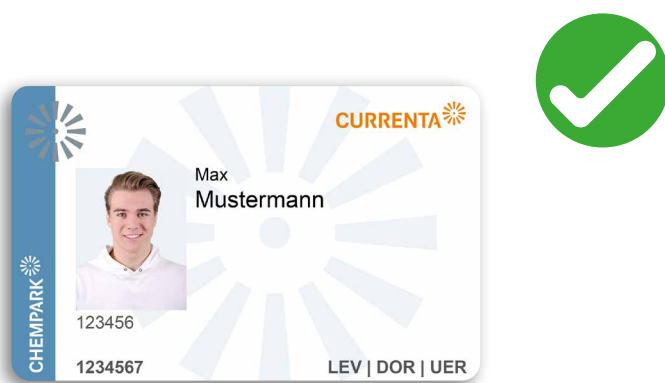 CURRENTA
Max
Mustermann
CHEMPARK
123456
1234567
LEV | DOR | UER